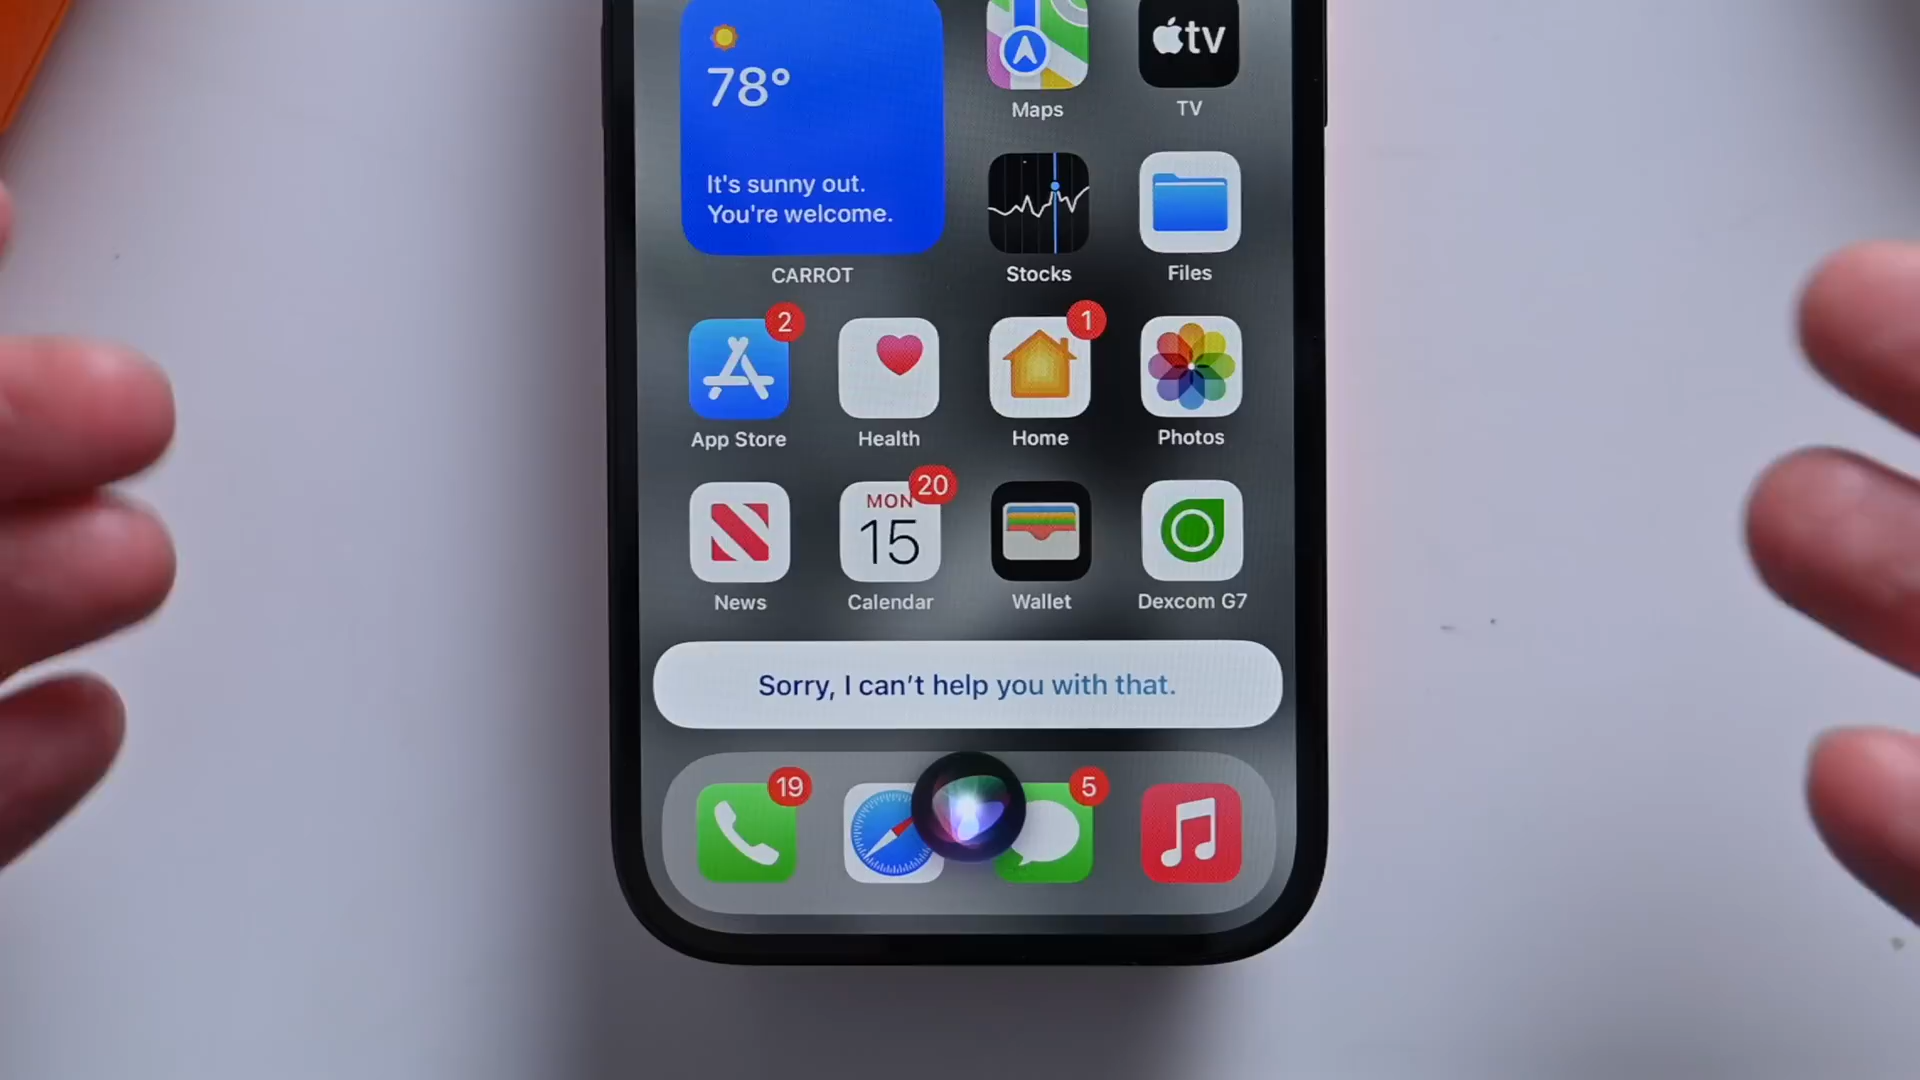 78°
It's sunny out.
You're welcome.
CARROT
Maps
tv
TV
Stocks
Files
2
App Store
Health
1
Home
Photos
News
20
MON
15
Calendar
Wallet
Dexcom G7
Sorry, I can't help you with that.
19
5